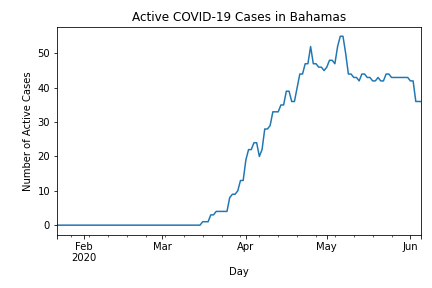 Active COVID-19 Cases in Bahamas
Number of Active Cases
50
40
30
20
10
0
Feb Mar Apr May Jun
2020
Day